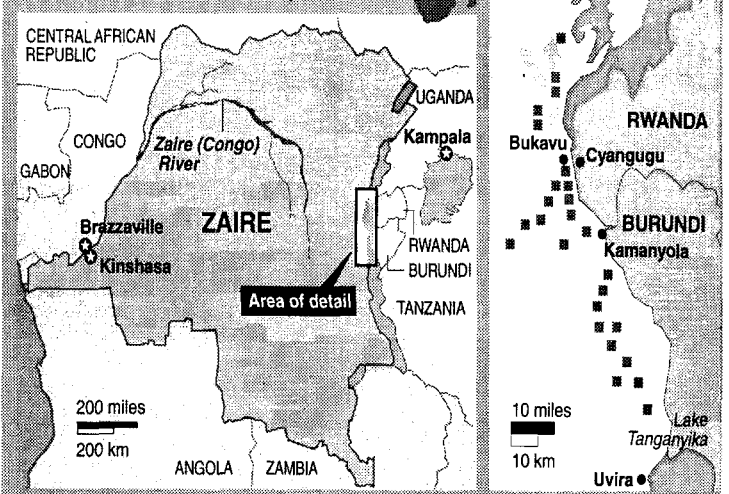 CENTRAL AFRICAN
REPUBLIC
UGANDA
CONGO
Kampala
Zaire (Congo)
River
GABON
ZAIRE
Brazzaville
Kinshasa
RWANDA
BURUNDI
Area of detail
TANZANIA
200 miles
200 km
ANGOLA
ZAMBIA
RWANDA
Bukavu
Cyangugu
BURUNDI
Kamanyola
10 miles
10 km
Lake
Tanganyika
Uvira